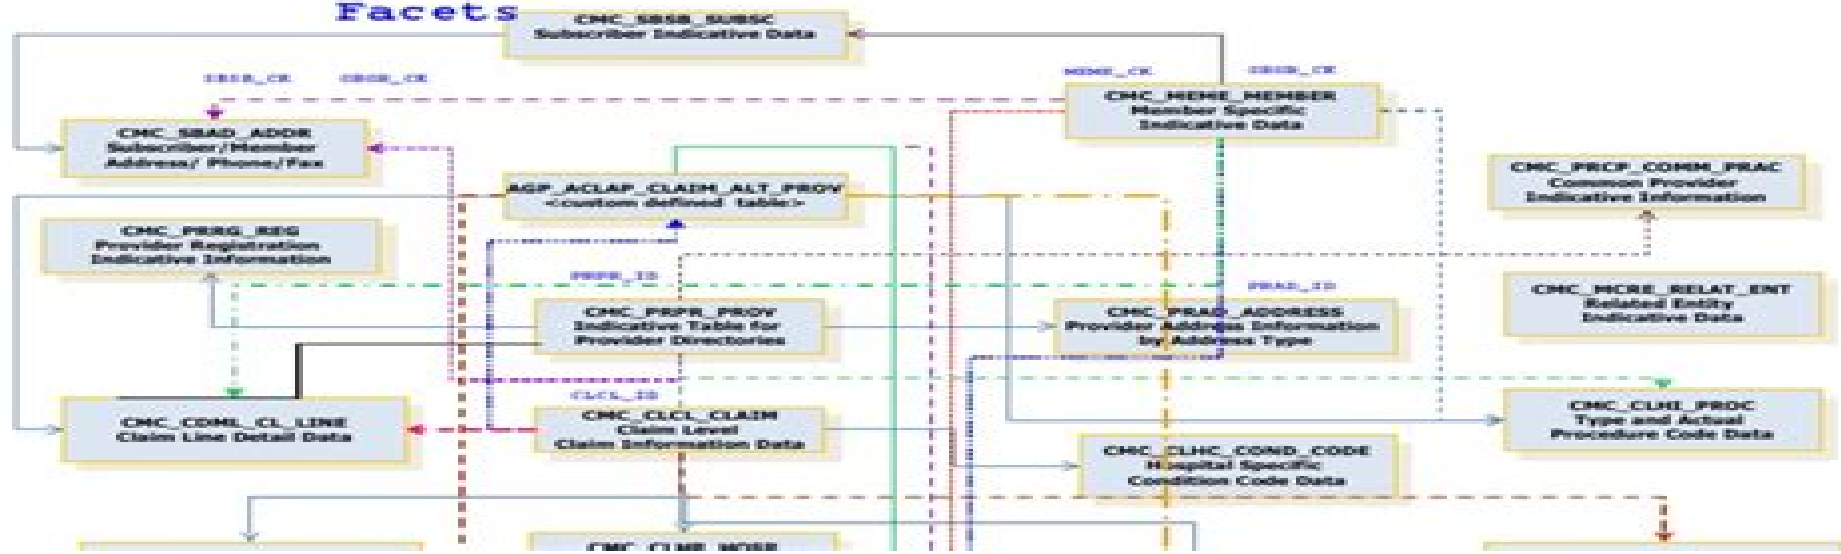 Facets
CMC_SBSB_SUBSC
Subscriber Indicative Data
SBSB_CK
SBSB_CK
MEME_CK
SBSB_CK
CMC_MEME_MEMBER
Member Specific
Indicative Data
CMC_SBAD_ADDR
Subscriber/Member
Address/ Phone/Fax
AGP_ACLAP_CLAIM_ALT_PROV
<custom defined table>
CMC_PRCP_COMM_PRAC
Common Provider
Indicative Information
CMC_PRRG_REG
Provider Registration
Indicative Information
PRPR_ID
PRAD_ID
CMC_PRPR_PROV
Indicative Table for
Provider Directories
CMC_PRAD_ADDRESS
Provider Address Information
by Address Type
CMC_MCRE_RELAT_ENT
Related Entity
Indicative Data
CLCL_ID
CMC_CDML_CL_LINE
Claim Line Detail Data
CMC_CLCL_CLAIM
Claim Level
Claim Information Data
CMC_CLHI_PROC
Type and Actual
Procedure Code Data
CMC_CLHC_COND_CODE
Hospital Specific
Condition Code Data